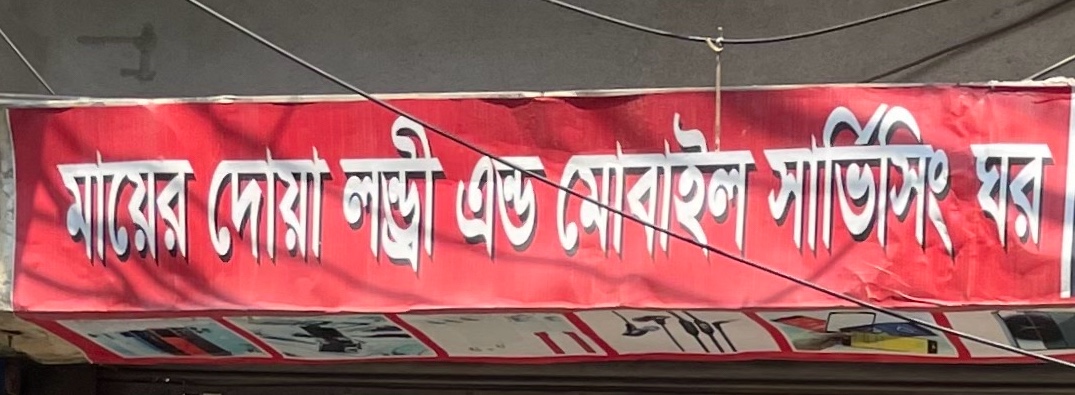 মায়ের দোয়া লন্ড্রী এন্ড মোবাইল সার্ভিসিং ঘর